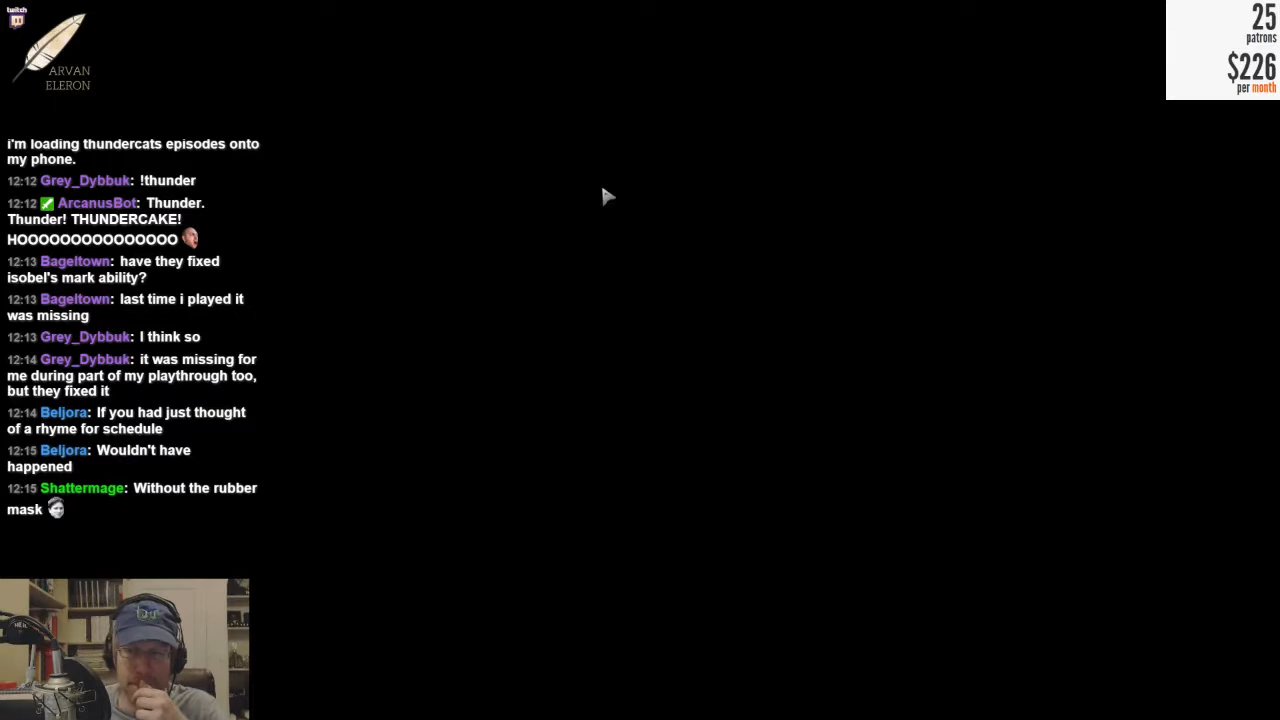 twitch
ARVAN
ELERON
25
patrons
$226
per month
i'm loading thundercats episodes onto
my phone.
12:12 Grey_Dybbuk: !thunder
12:12 ArcanusBot: Thunder.
Thunder! THUNDERCAKE!
HOOOOOOOOOOOOOOO
12:13 Bageltown: have they fixed
isobel's mark ability?
12:13 Bageltown: last time i played it
was missing
12:13 Grey_Dybbuk: I think so
12:14 Grey_Dybbuk: it was missing for
me during part of my playthrough too,
but they fixed it
12:14 Beljora: If you had just thought
of a rhyme for schedule
12:15 Beljora: Wouldn't have
happened
12:15 Shattermage: Without the rubber
mask